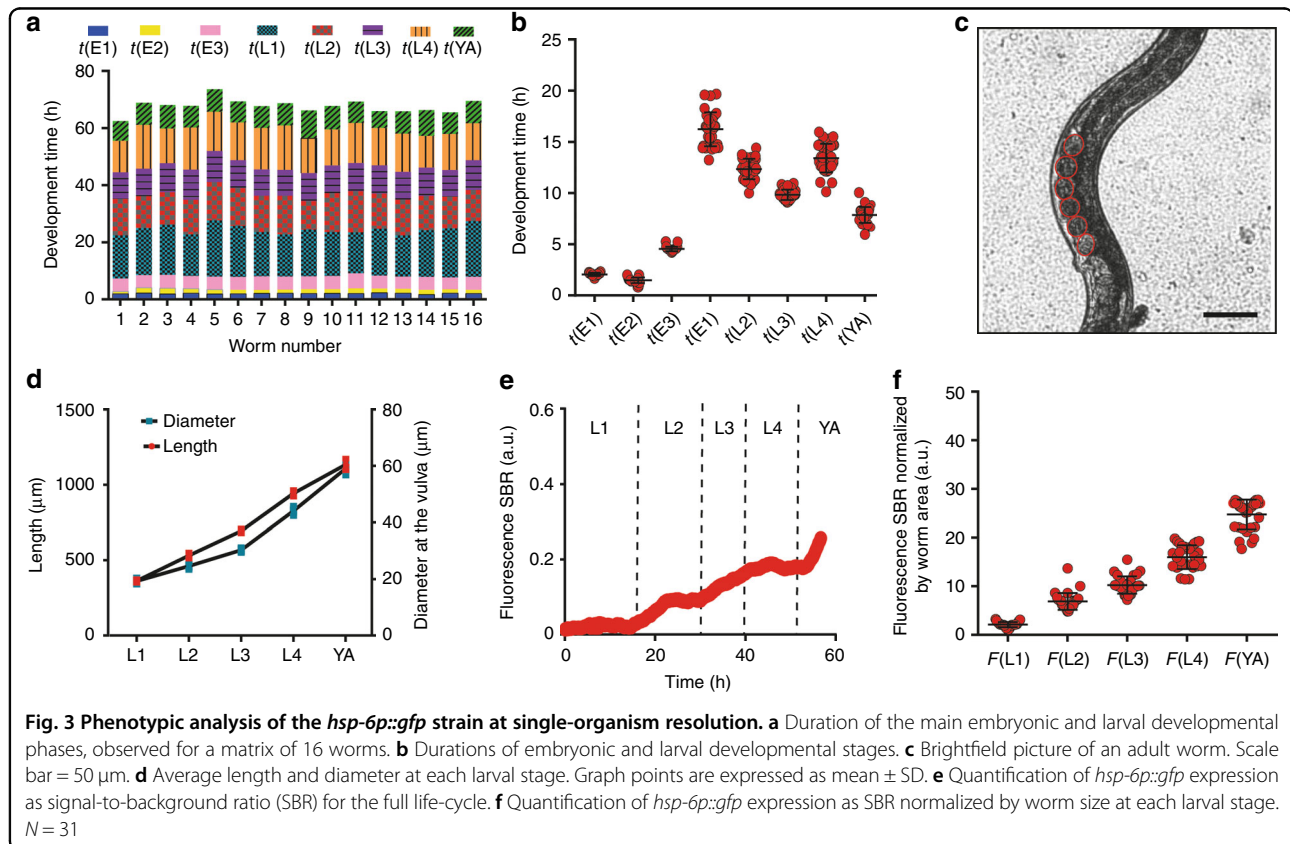 a
t(E1) t(E2) t(E3) t(L1) t(L2) t(L3) t(L4) t(YA)
Development time (h)
80
60
40
20
0
1 2 3 4 5 6 7 8 9 10 11 12 13 14 15 16
Worm number
b
Development time (h)
25
20
15
10
5
0
t(E1) t(E2) t(E3) t(E1) t(L2) t(L3) t(L4) t(YA)
c
d
Length (μm)
1500
1000
500
0
Diameter
Length
80
60
40
20
0
Diameter at the vulva (μm)
L1 L2 L3 L4 YA
e
Fluorescence SBR (a.u.)
0.6
0.4
0.2
0
L1 L2 L3 L4 YA
0 20 40 60
Time (h)
f
Fluorescence SBR normalized
by worm area (a.u.)
50
40
30
20
10
0
F(L1) F(L2) F(L3) F(L4) F(YA)
Fig. 3 Phenotypic analysis of the hsp-6p::gfp strain at single-organism resolution. a Duration of the main embryonic and larval developmental
phases, observed for a matrix of 16 worms. b Durations of embryonic and larval developmental stages. c Brightfield picture of an adult worm. Scale
bar = 50 μm. d Average length and diameter at each larval stage. Graph points are expressed as mean ± SD. e Quantification of hsp-6p::gfp expression
as signal-to-background ratio (SBR) for the full life-cycle. f Quantification of hsp-6p::gfp expression as SBR normalized by worm size at each larval stage.
N = 31